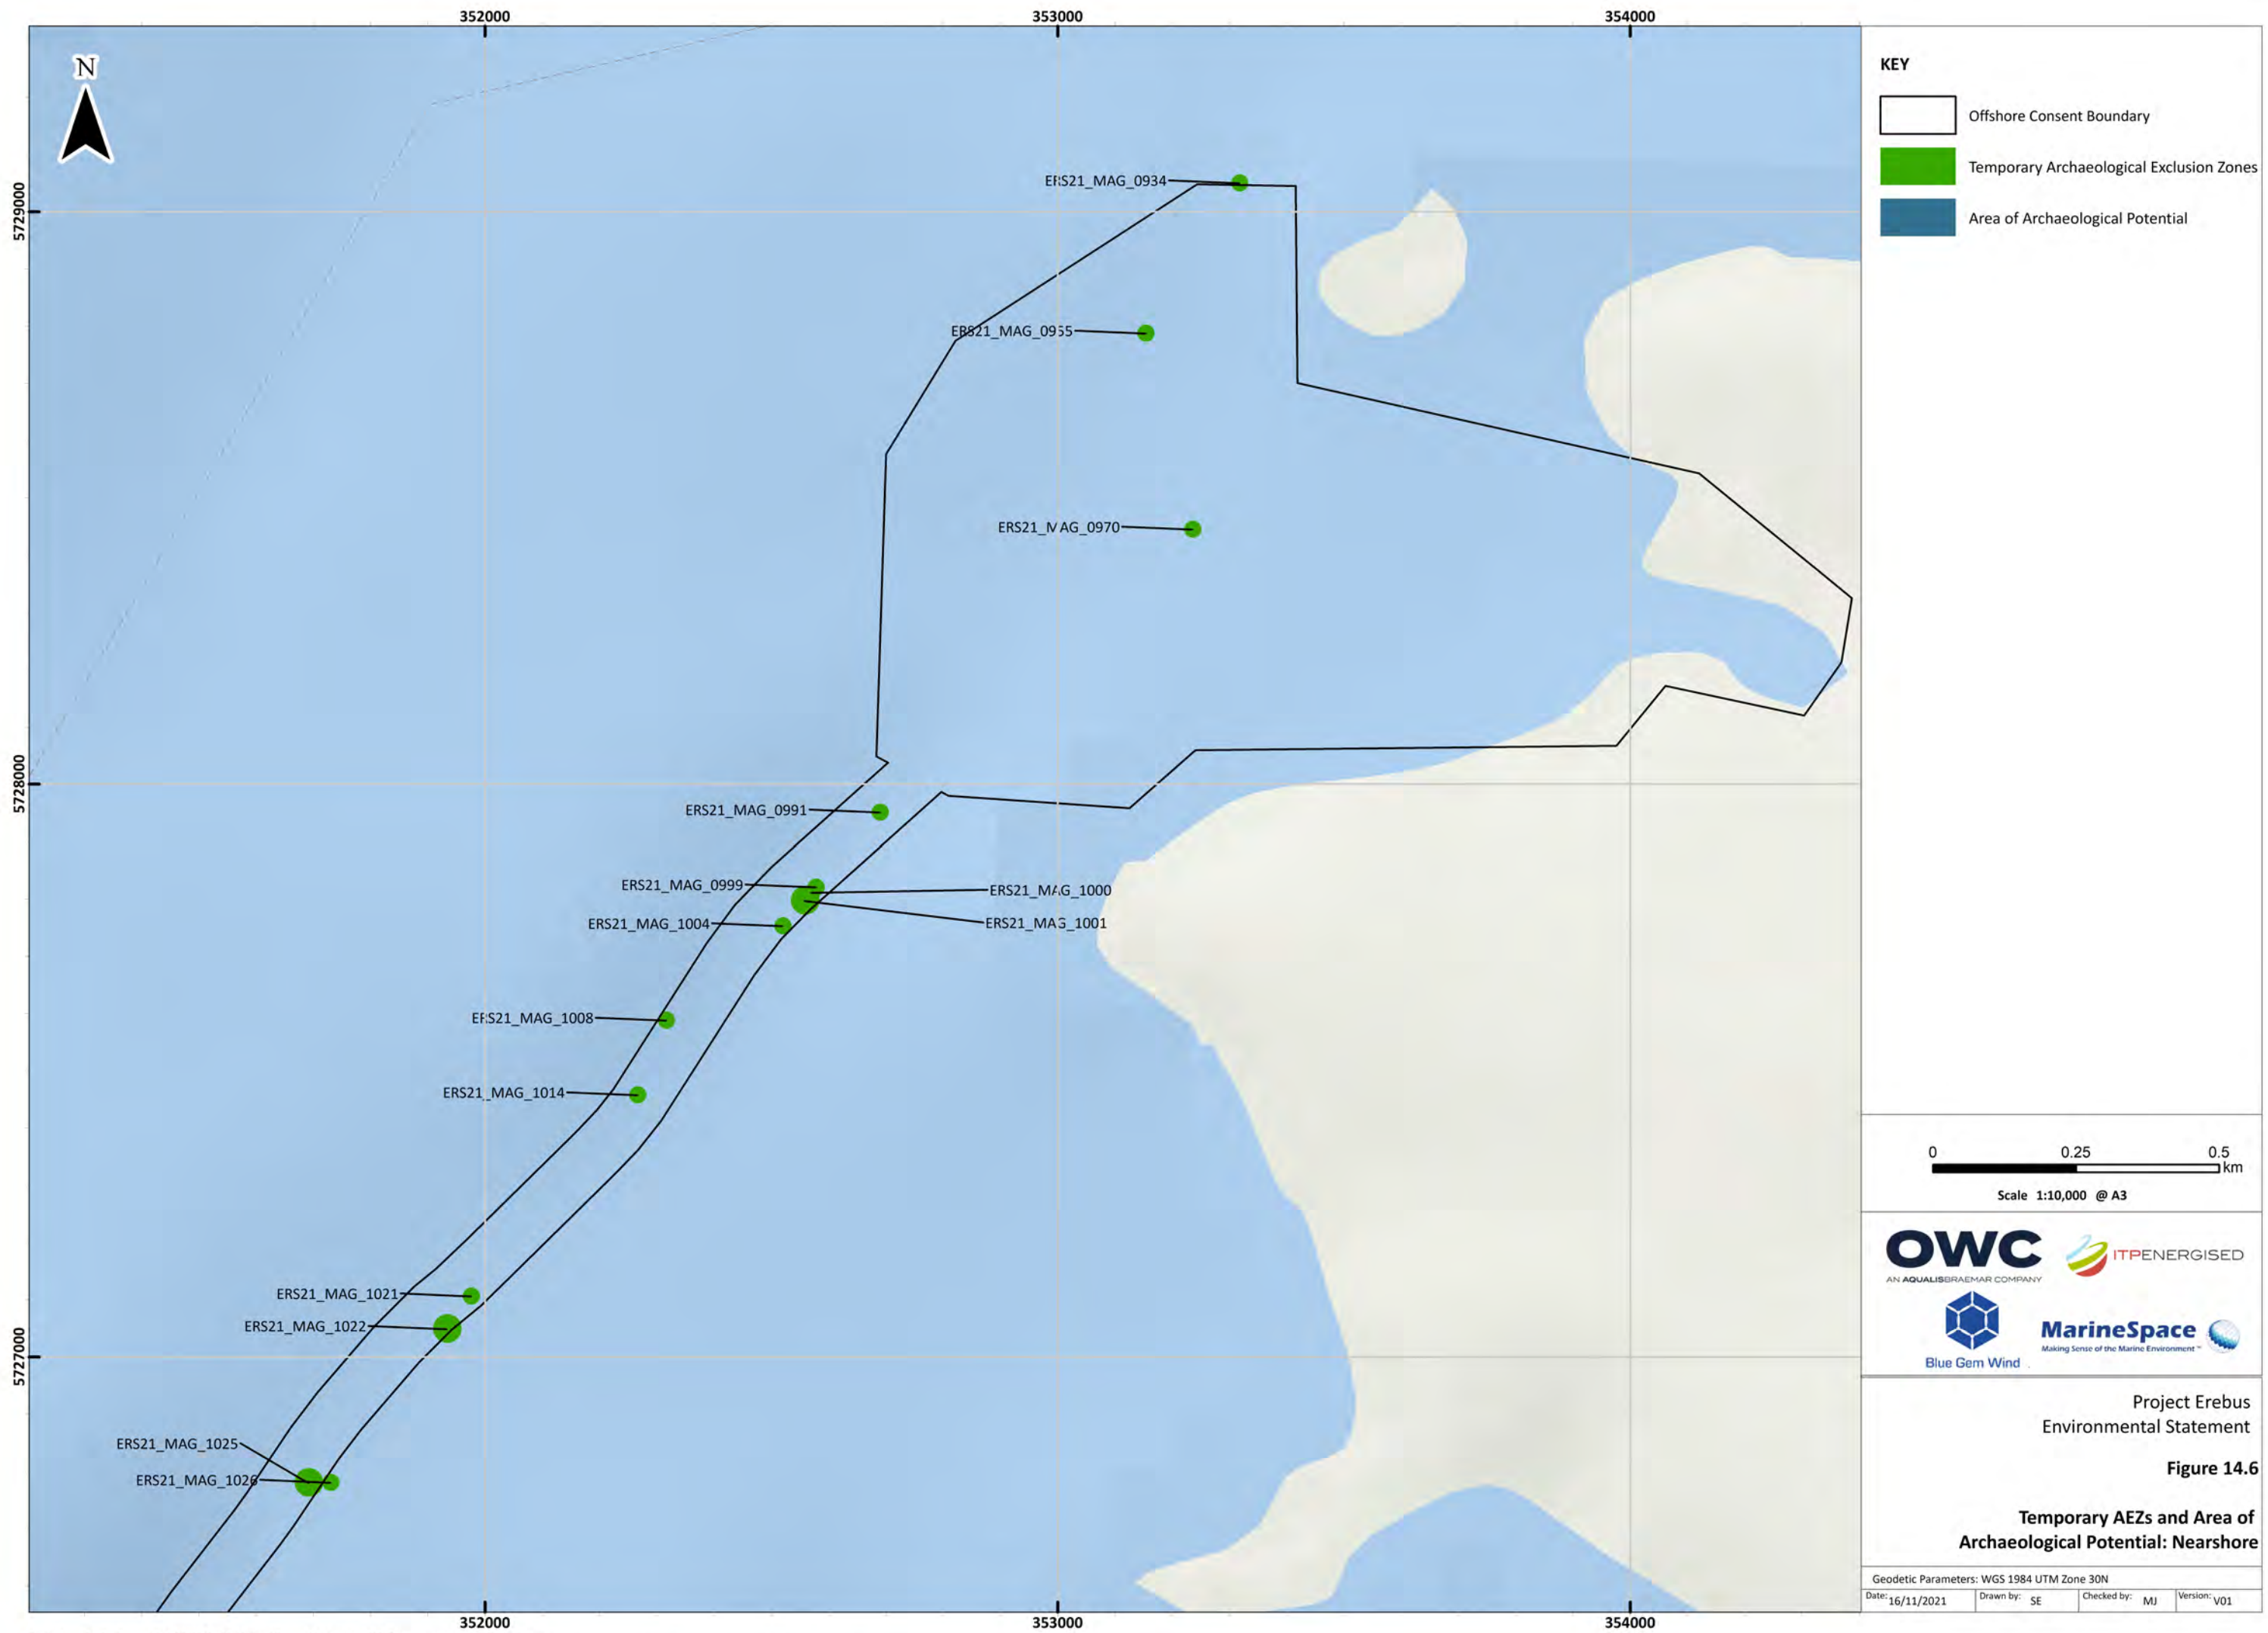 352000
353000
354000
N
5729000
5728000
5727000
ERS21_MAG_0934
ERS21_MAG_0955
ERS21_MAG_0970
ERS21_MAG_0991
ERS21_MAG_0999
ERS21_MAG_1000
ERS21_MAG_1004
ERS21_MAG_1001
ERS21_MAG_1008
ERS21_MAG_1014
ERS21_MAG_1021
ERS21_MAG_1022
ERS21_MAG_1025
ERS21_MAG_1026
352000
353000
354000
KEY
Offshore Consent Boundary
Temporary Archaeological Exclusion Zones
Area of Archaeological Potential
0 0.25 0.5
km
Scale 1:10,000 @ A3
OWC
AN AQUALISBRAEMAR COMPANY
ITPENERGISED
Blue Gem Wind
MarineSpace
Making Sense of the Marine Environment™
Project Erebus
Environmental Statement
Figure 14.6
Temporary AEZs and Area of
Archaeological Potential: Nearshore
Geodetic Parameters: WGS 1984 UTM Zone 30N
Date: 16/11/2021 Drawn by: SE Checked by: MJ Version: V01